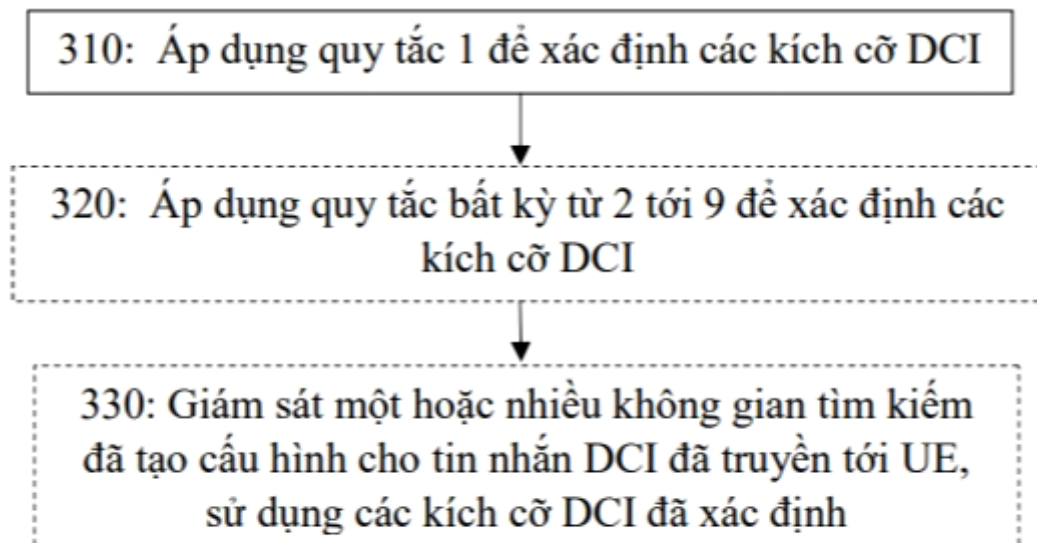 310: Áp dụng quy tắc 1 để xác định các kích cỡ DCI
320: Áp dụng quy tắc bất kỳ từ 2 tới 9 để xác định các
kích cỡ DCI
330: Giám sát một hoặc nhiều không gian tìm kiếm
đã tạo cấu hình cho tin nhắn DCI đã truyền tới UE,
sử dụng các kích cỡ DCI đã xác định